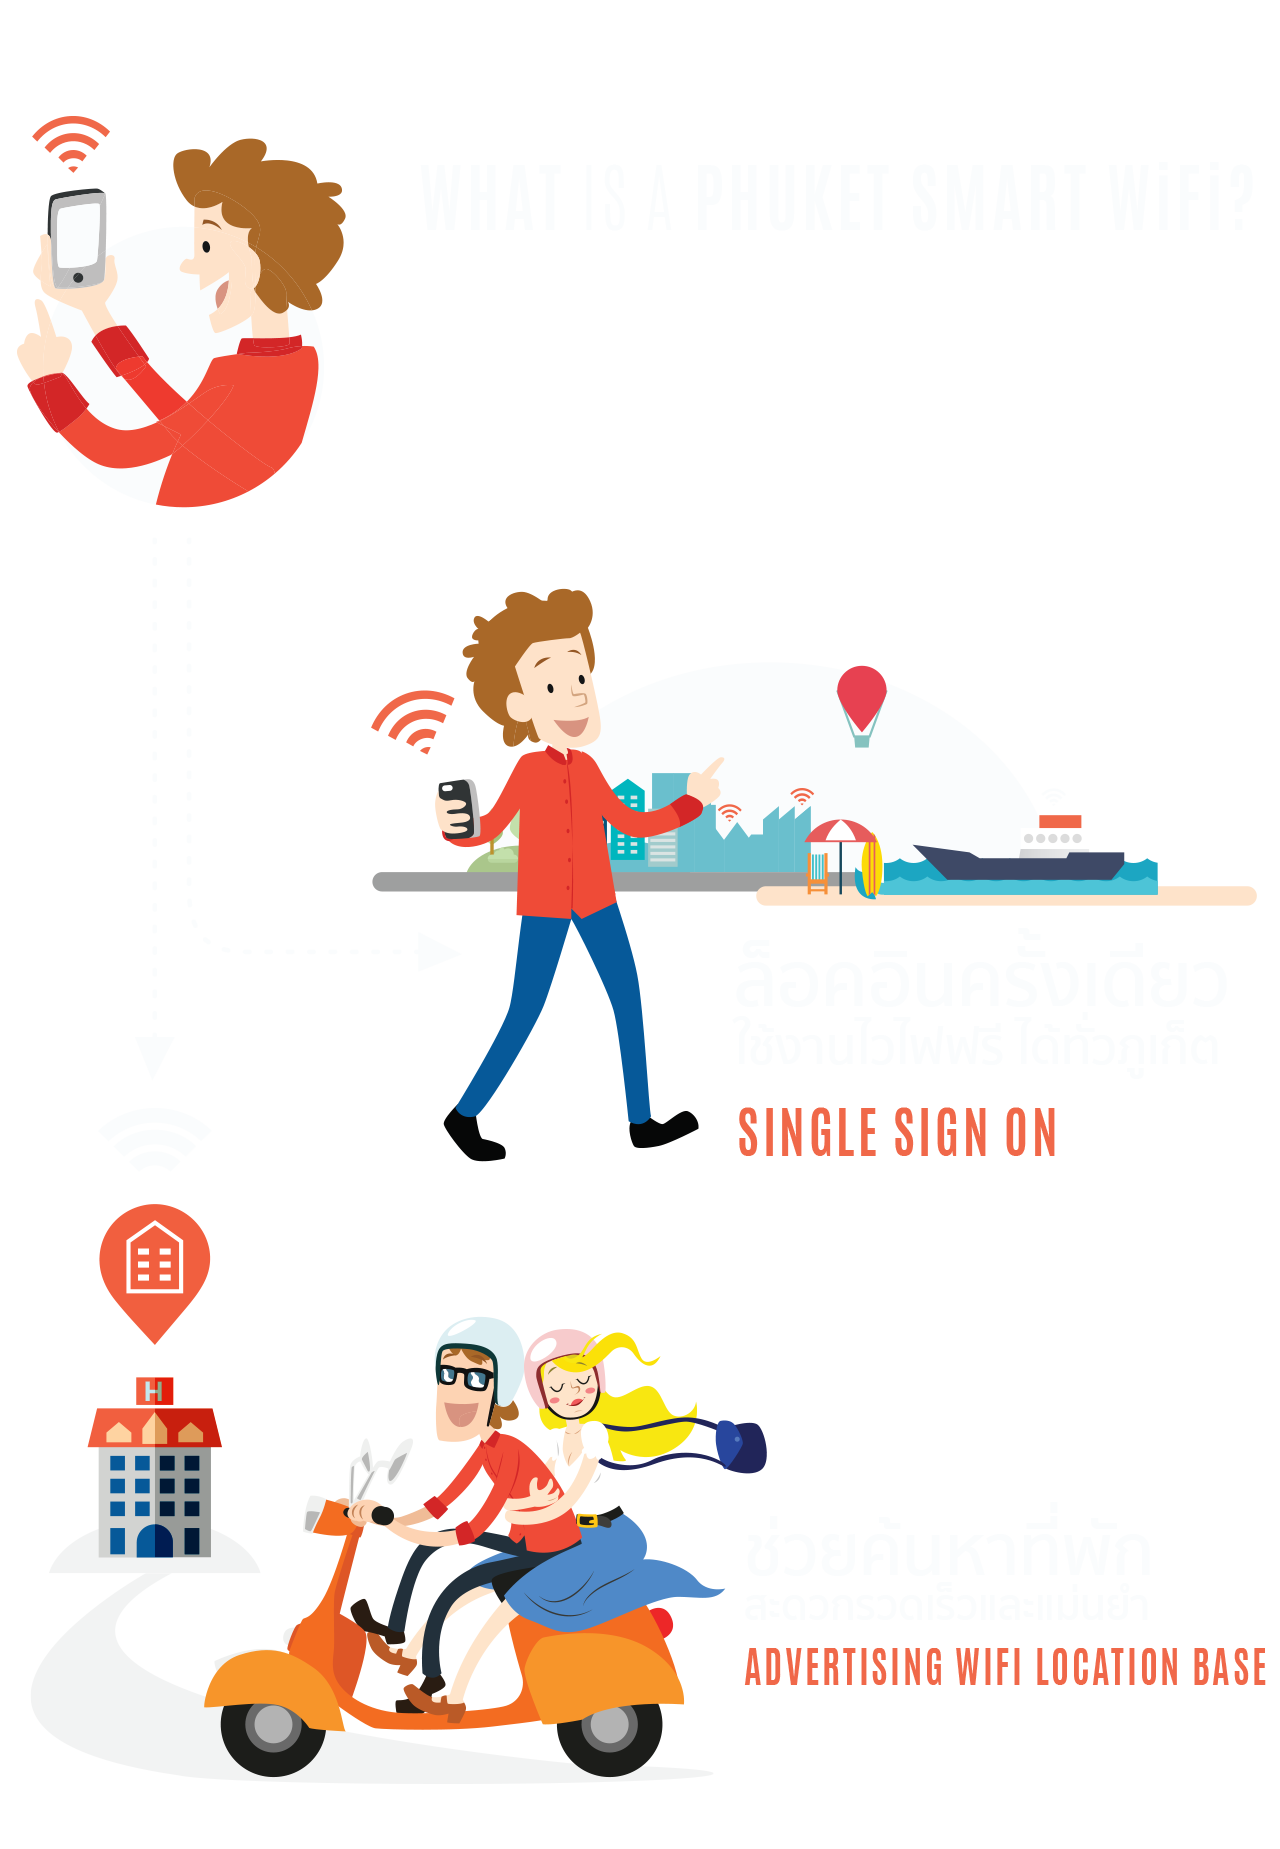 WHAT IS A PHUKET SMART WiFi?
ล็อคอินครั้งเดียว
ใช้งานไวไฟฟรี ได้ทั่วภูเก็ต
SINGLE SIGN ON
H
ช่วยค้นหาที่พัก
สะดวกรวดเร็วและแม่นยำ
ADVERTISING WIFI LOCATION BASE